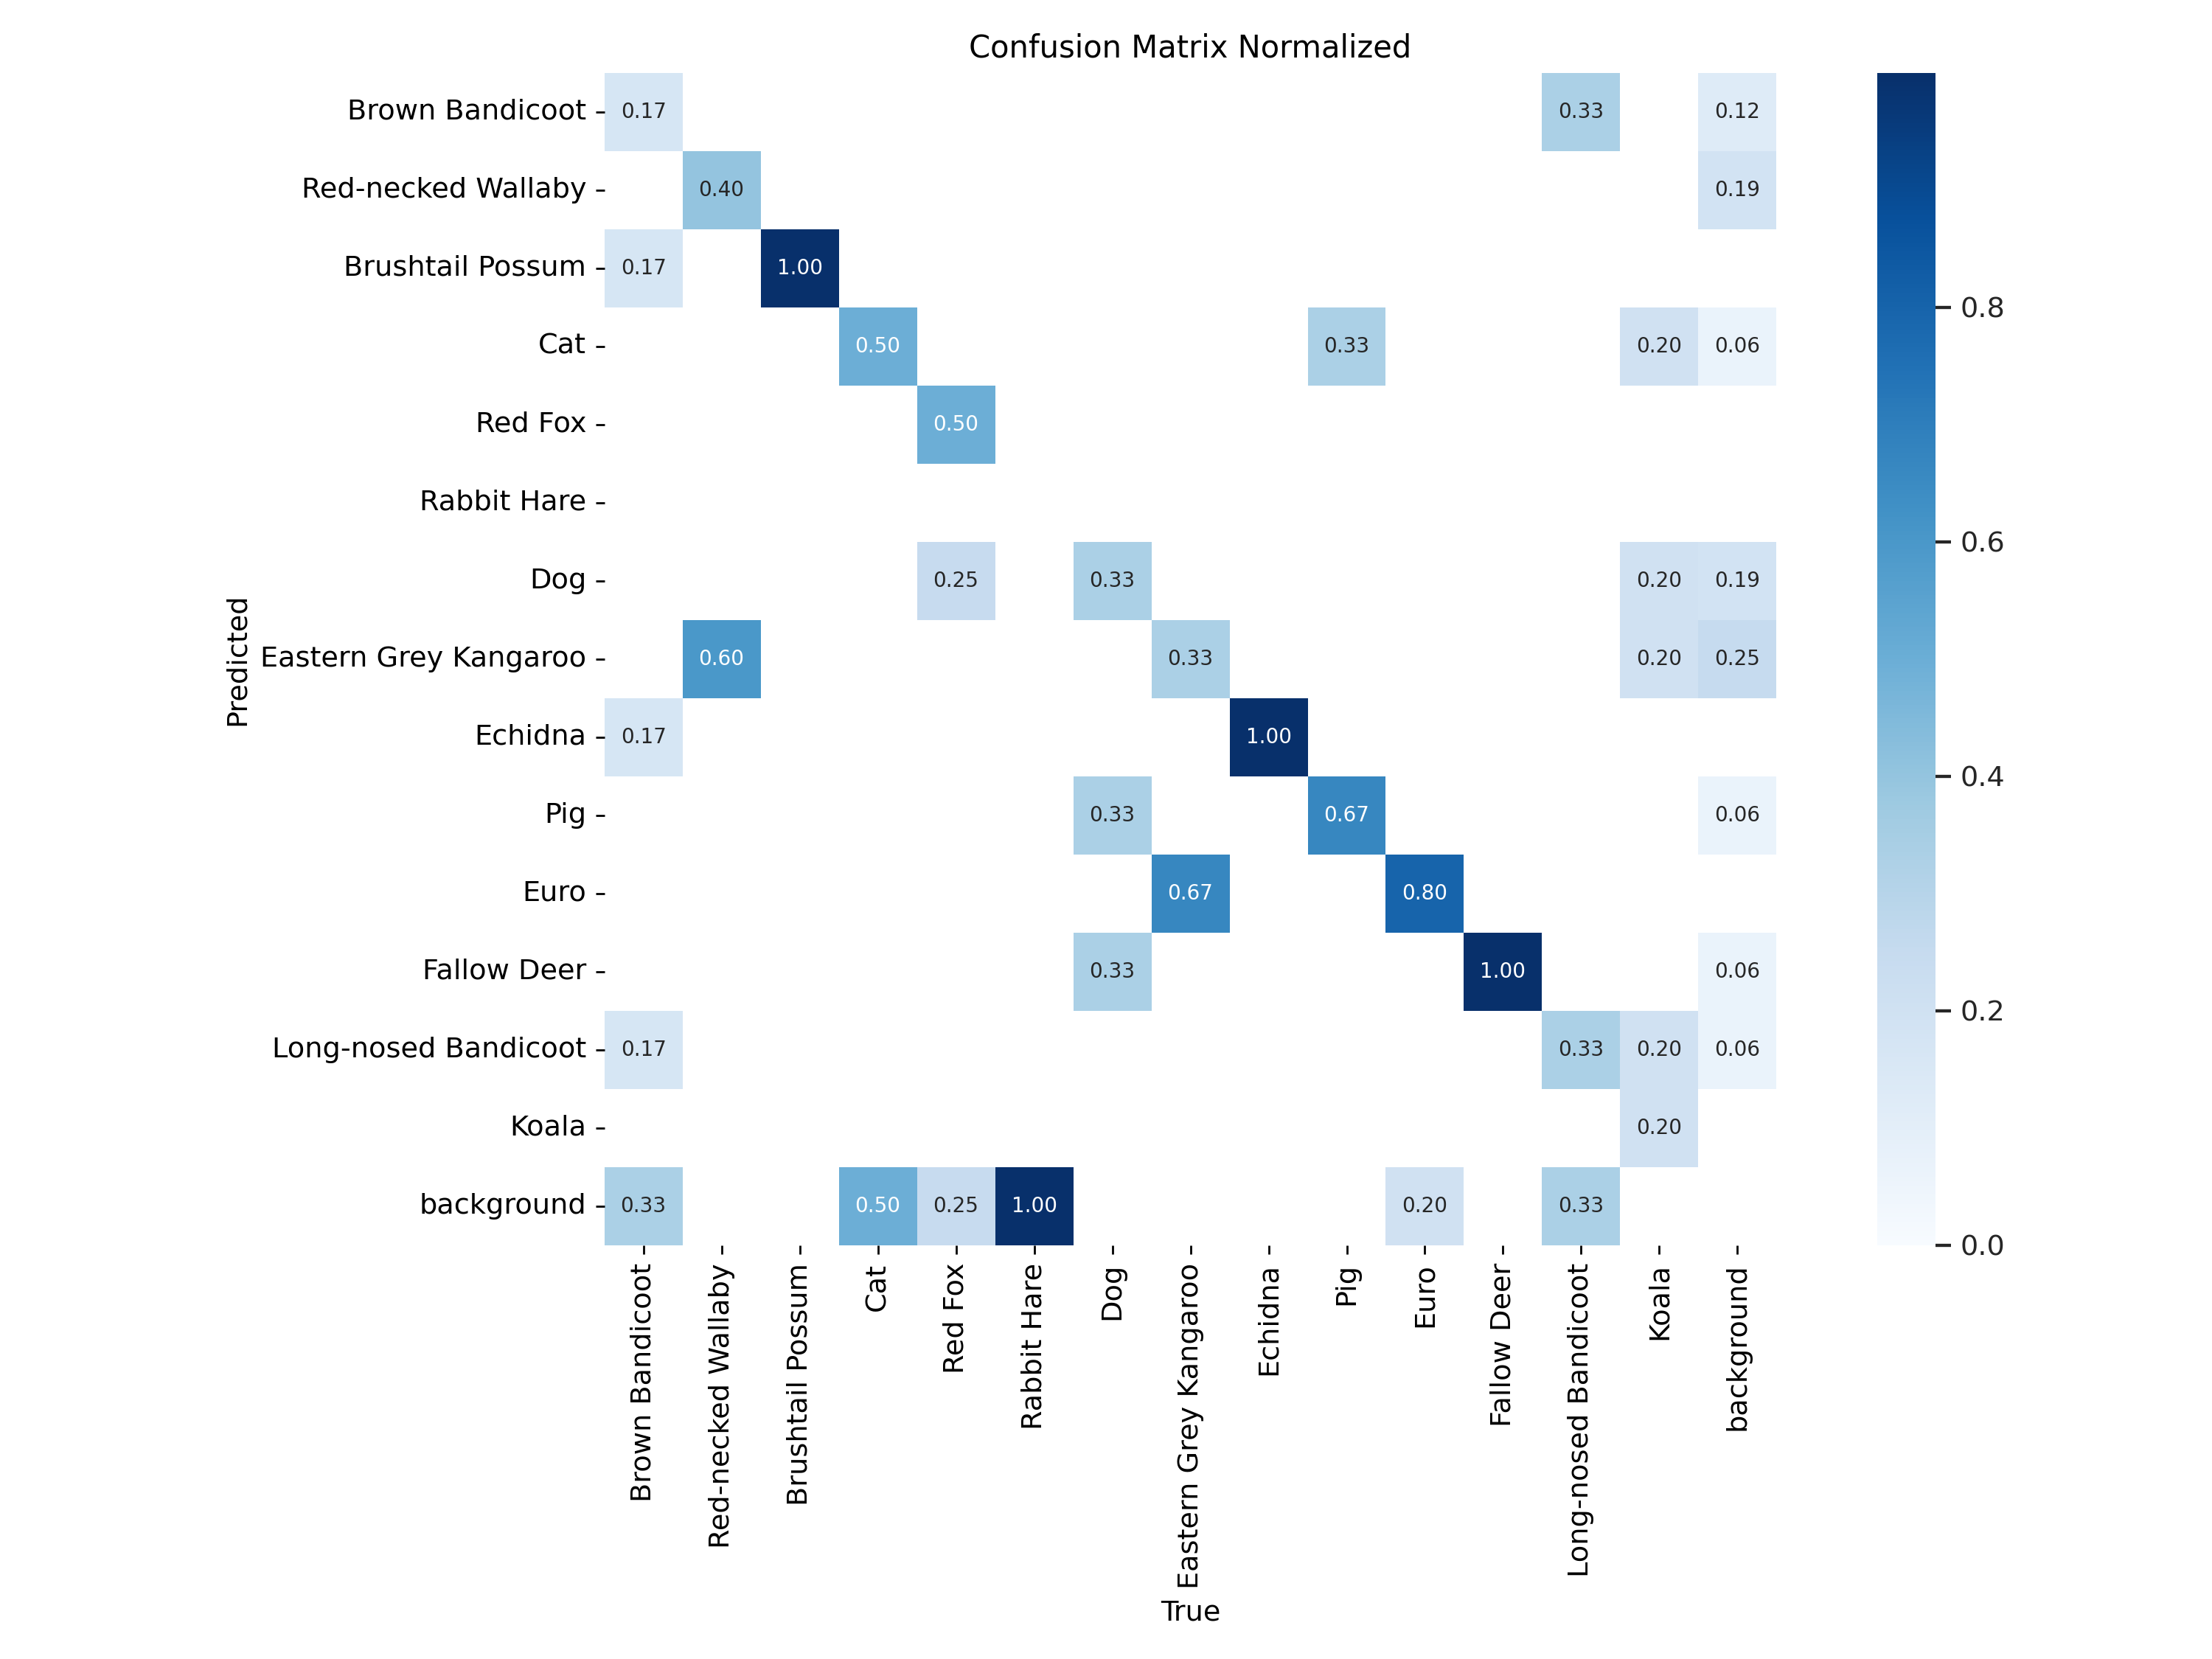 Confusion Matrix Normalized
Brown Bandicoot 0.17 0.33 0.12
Red-necked Wallaby 0.40 0.19
Brushtail Possum 0.17 1.00
Cat 0.50 0.33 0.20 0.06
Red Fox 0.50
Rabbit Hare
Dog 0.25 0.33 0.20 0.19
Eastern Grey Kangaroo 0.60 0.33 0.20 0.25
Echidna 0.17 1.00
Pig 0.33 0.67 0.06
Euro 0.67 0.80
Fallow Deer 0.33 1.00 0.06
Long-nosed Bandicoot 0.17 0.33 0.20 0.06
Koala 0.20
background 0.33 0.50 0.25 1.00 0.20 0.33
Predicted
Brown Bandicoot
Red-necked Wallaby
Brushtail Possum
Cat
Red Fox
Rabbit Hare
Dog
Eastern Grey Kangaroo
Echidna
Pig
Euro
Fallow Deer
Long-nosed Bandicoot
Koala
background
True
0.8
0.6
0.4
0.2
0.0